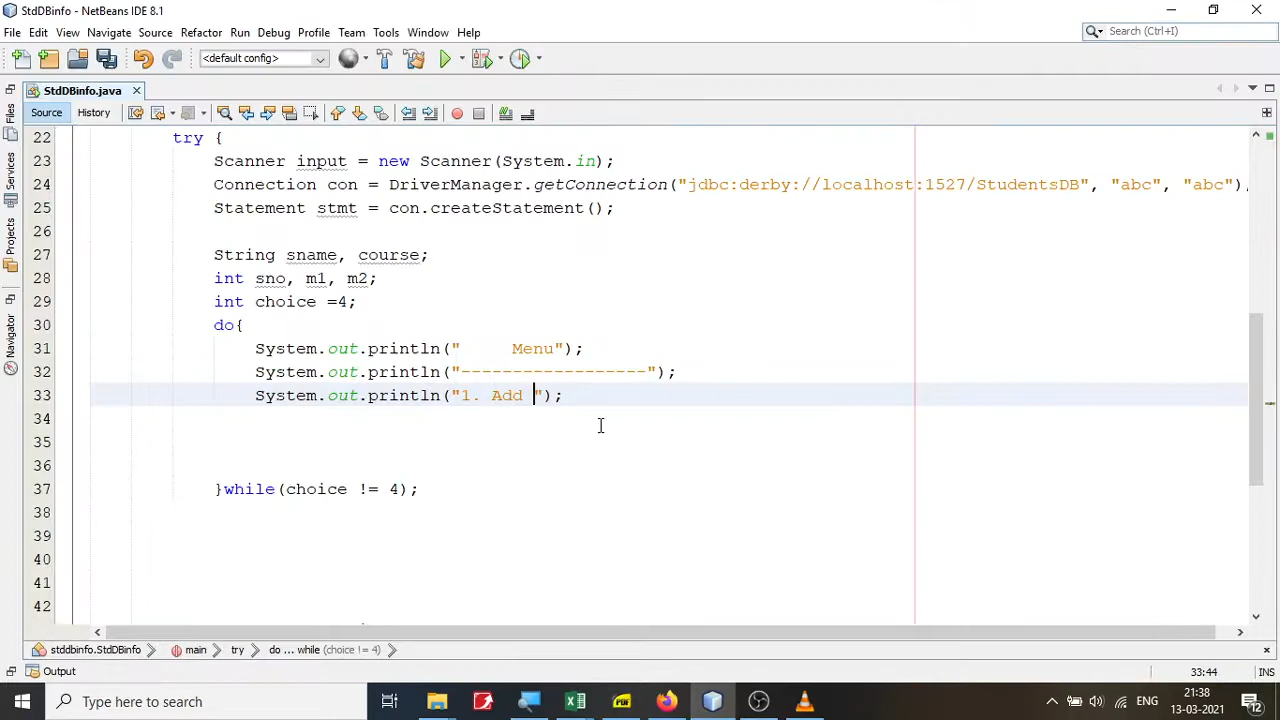 StdDBinfo - NetBeans IDE 8.1
File Edit View Navigate Source Refactor Run Debug Profile Team Tools Window Help
Search (Ctrl+I)
<default config>
StdDBinfo.java
Source History
Files
Services
Projects
Navigator
22 try {
23 Scanner input = new Scanner(System.in);
24 Connection con = DriverManager.getConnection("jdbc:derby://localhost:1527/StudentsDB", "abc", "abc");
25 Statement stmt = con.createStatement();
26
27 String sname, course;
28 int sno, m1, m2;
29 int choice =4;
30 do{
31 System.out.println("     Menu");
32 System.out.println("------------------");
33 System.out.println("1. Add ");
34
35
36
37 }while(choice != 4);
38
39
40
41
42
stddbinfo.StdDBinfo main try do ... while (choice != 4)
Output
33:44 INS
Type here to search
ENG
21:38
13-03-2021
12